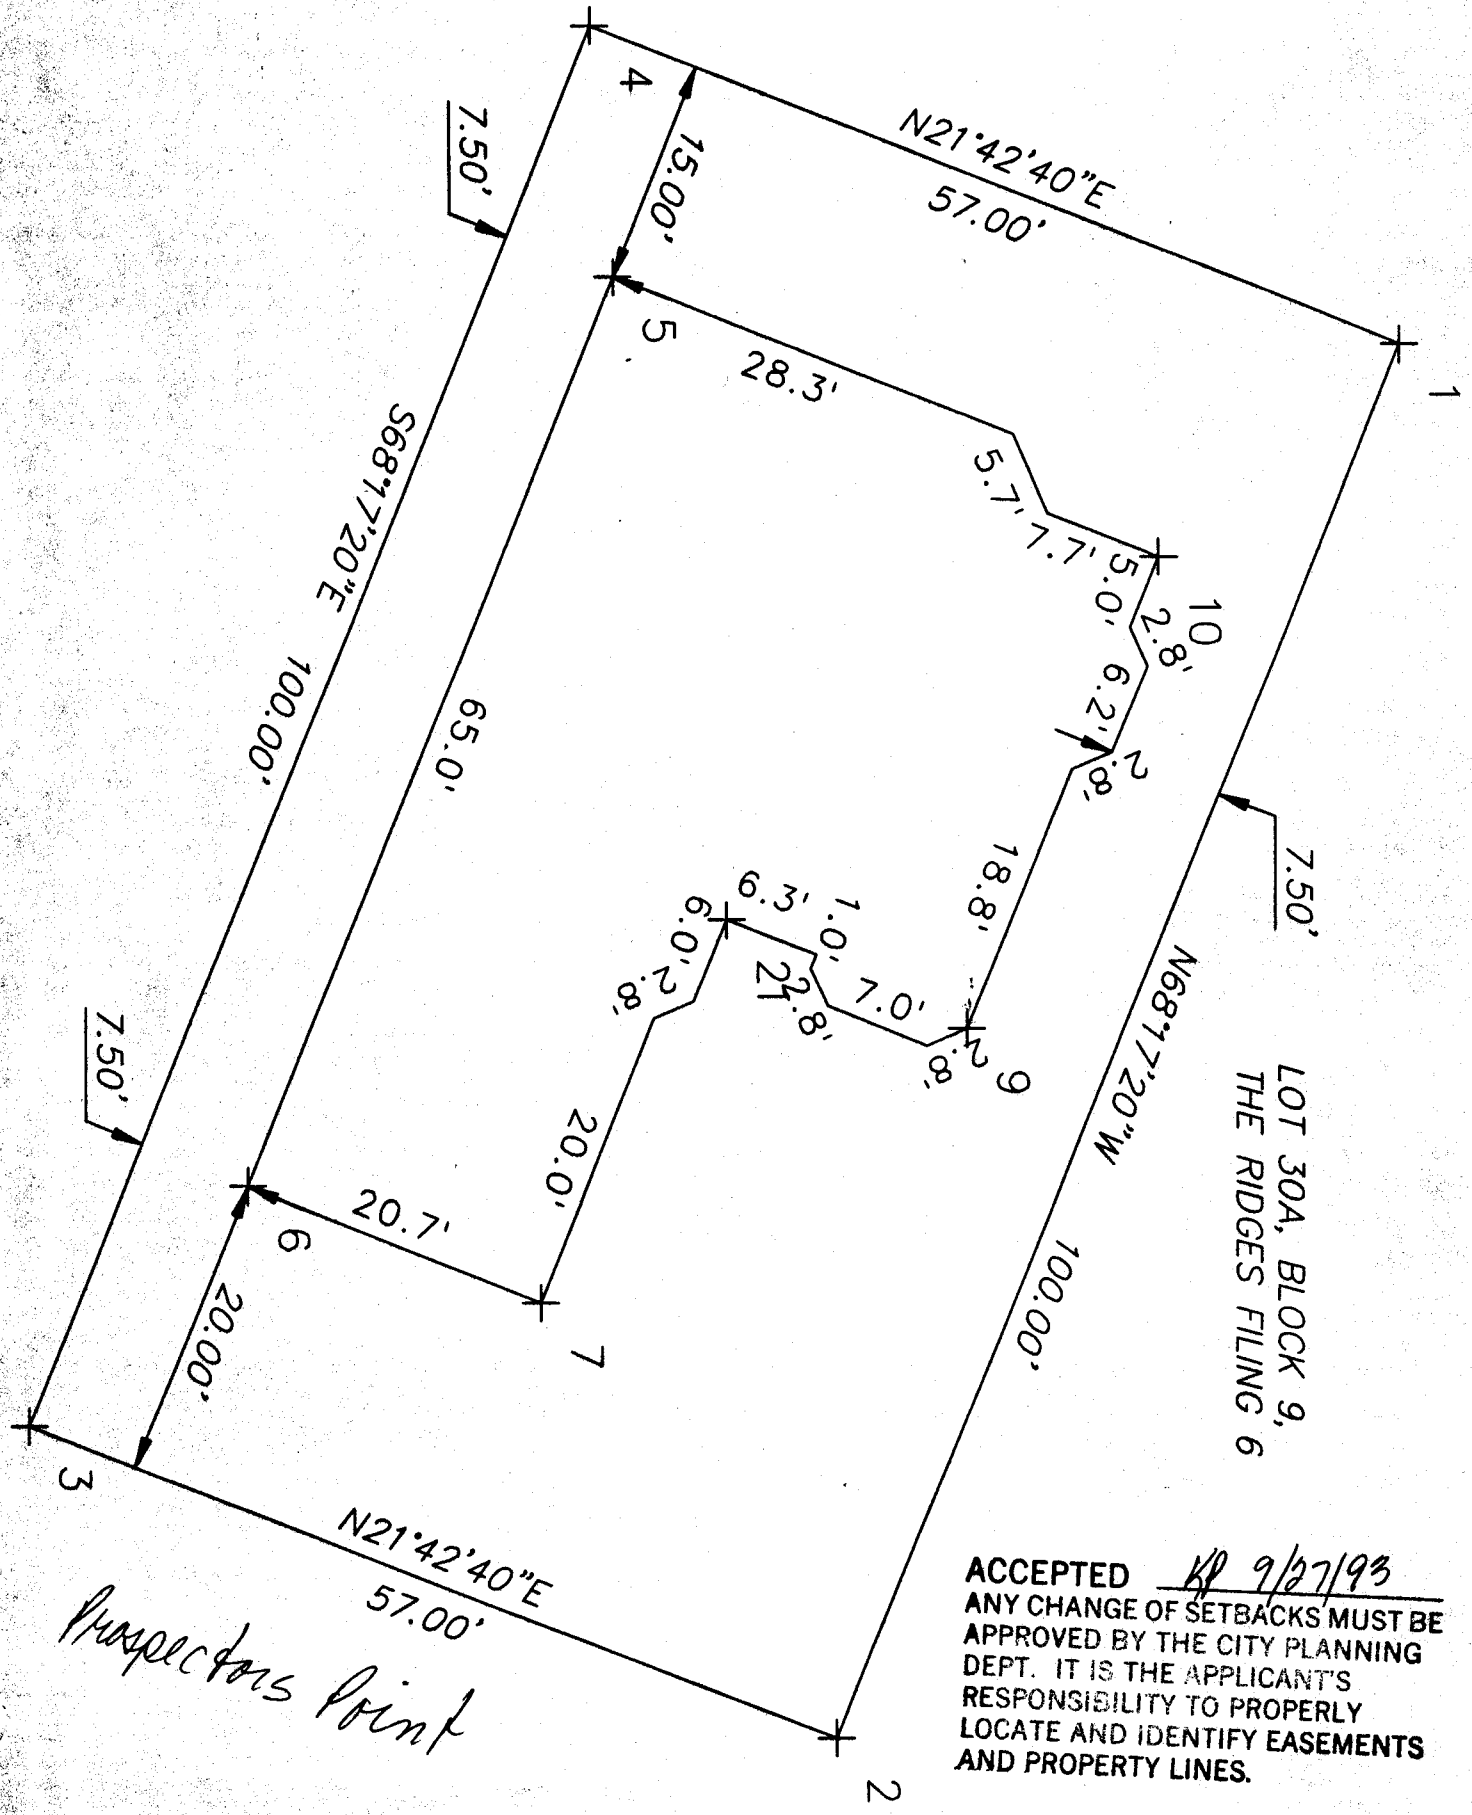 4
N21°42'40"E
57.00'
1
7.50'
15.00'
5
28.3'
5.7'
7.7'
5.0'
10
2.8'
6.2'
2.8'
7.50'
18.8'
N68°17'20"W
100.00'
S68°17'20"E
100.00'
65.0'
6.3'
1.0'
21
2.8'
7.0'
2.8'
9
6.0'
2.8'
20.0'
LOT 30A, BLOCK 9,
THE RIDGES FILING 6
7.50'
20.7'
6
7
20.00'
3
N21°42'40"E
57.00'
2
Prospectors Point
ACCEPTED KP 9/27/93
ANY CHANGE OF SETBACKS MUST BE
APPROVED BY THE CITY PLANNING
DEPT. IT IS THE APPLICANT'S
RESPONSIBILITY TO PROPERLY
LOCATE AND IDENTIFY EASEMENTS
AND PROPERTY LINES.